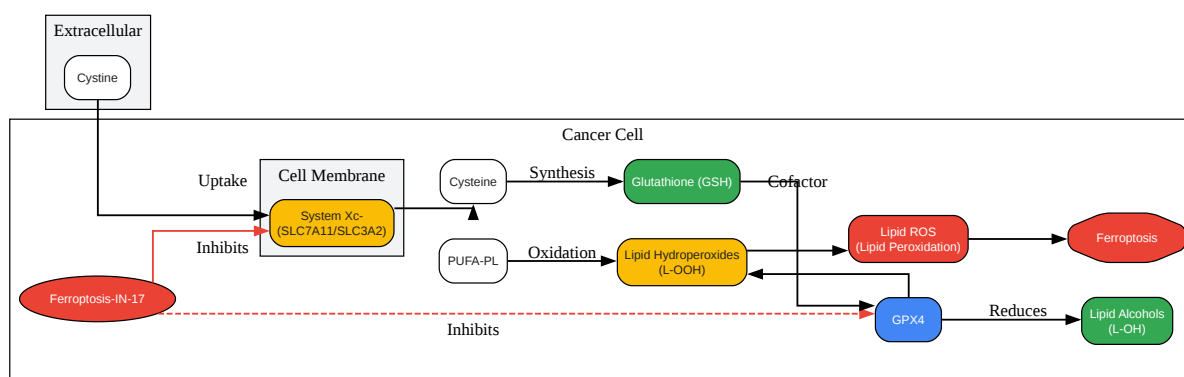 Extracellular
Cystine
Cancer Cell
Uptake
Cell Membrane
System Xc-
(SLC7A11/SLC3A2)
Inhibits
Cysteine
Synthesis
Glutathione (GSH)
Cofactor
PUFA-PL
Oxidation
Lipid Hydroperoxides
(L-OOH)
Lipid ROS
(Lipid Peroxidation)
Ferroptosis
Ferroptosis-IN-17
Inhibits
GPX4
Reduces
Lipid Alcohols
(L-OH)